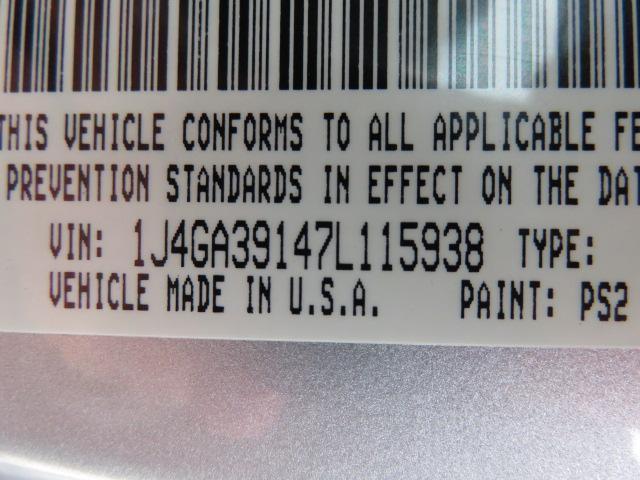 THIS VEHICLE CONFORMS TO ALL APPLICABLE FE
PREVENTION STANDARDS IN EFFECT ON THE DAT
VIN: 1J4GA39147L115938 TYPE:
VEHICLE MADE IN U.S.A. PAINT: PS2